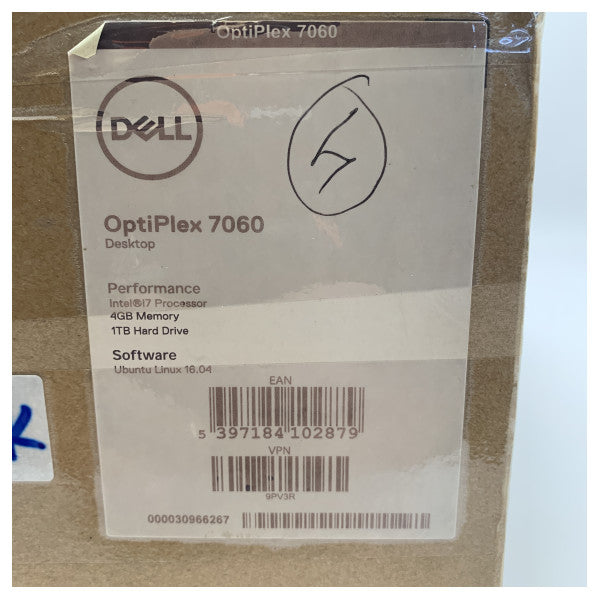 OptiPlex 7060
DELL
OptiPlex 7060
Desktop
Performance
Intel®I7 Processor
4GB Memory
1TB Hard Drive
Software
Ubuntu Linux 16.04
EAN
5 397184 102879
VPN
9PV3R
000030966267